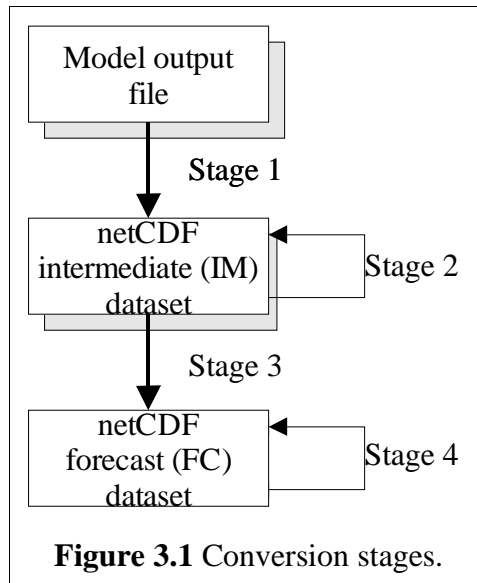 Model output
file
Stage 1
netCDF
intermediate (IM)
dataset
Stage 2
Stage 3
netCDF
forecast (FC)
dataset
Stage 4
Figure 3.1 Conversion stages.